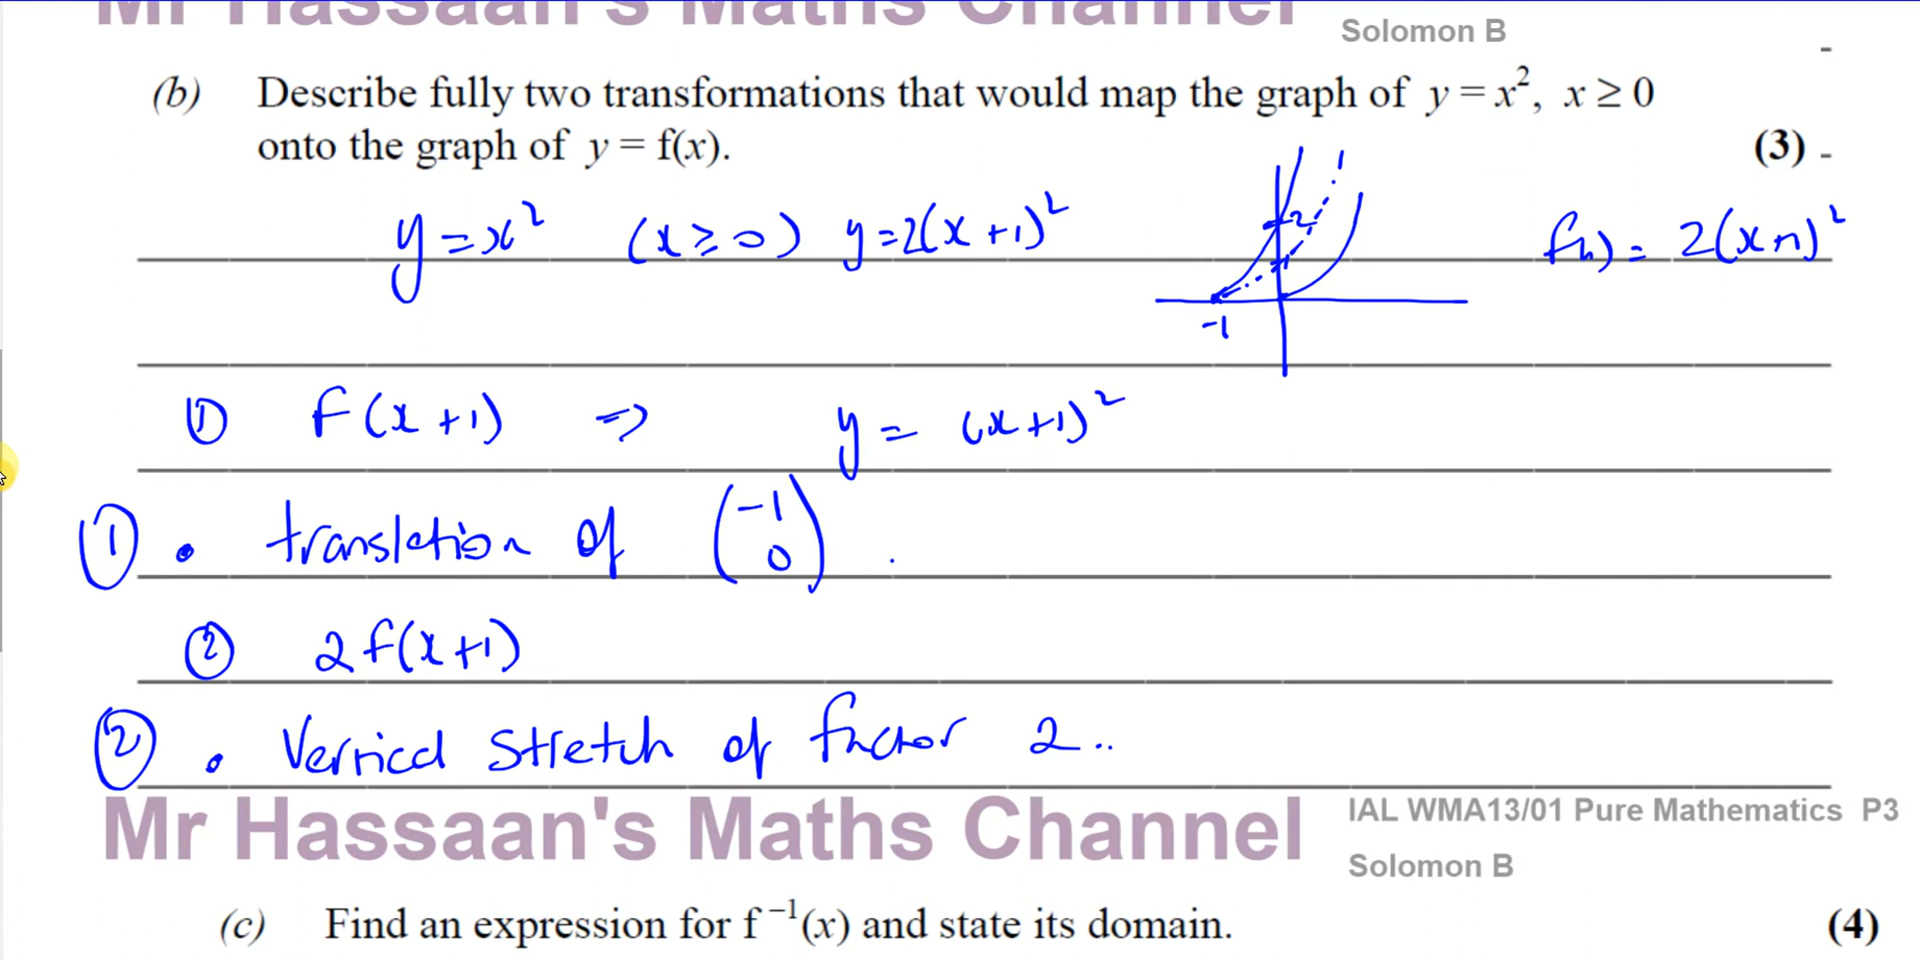 Mr Hassaan's Maths Channel
Solomon B
-
(b) Describe fully two transformations that would map the graph of y = x², x ≥ 0
onto the graph of y = f(x). (3) -
y = x² (x ≥ 0) y = 2(x+1)² 2 f(x) = 2(x+1)²
-1
① f(x+1) ⇒ y = (x+1)²
① • translation of (-1
0) .
② 2f(x+1)
② • Vertical stretch of factor 2..
Mr Hassaan's Maths Channel
IAL WMA13/01 Pure Mathematics P3
Solomon B
(c) Find an expression for f⁻¹(x) and state its domain. (4)